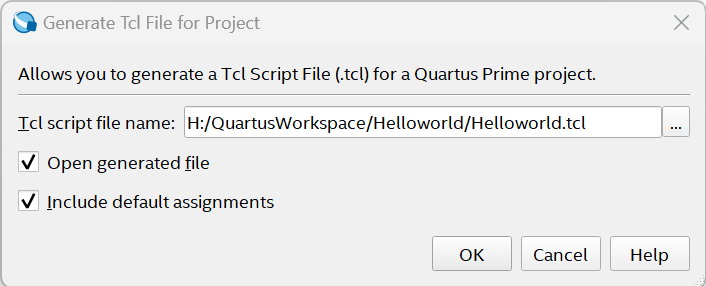 Generate Tcl File for Project
Allows you to generate a Tcl Script File (.tcl) for a Quartus Prime project.
Tcl script file name: H:/QuartusWorkspace/Helloworld/Helloworld.tcl ...
Open generated file
Include default assignments
OK Cancel Help